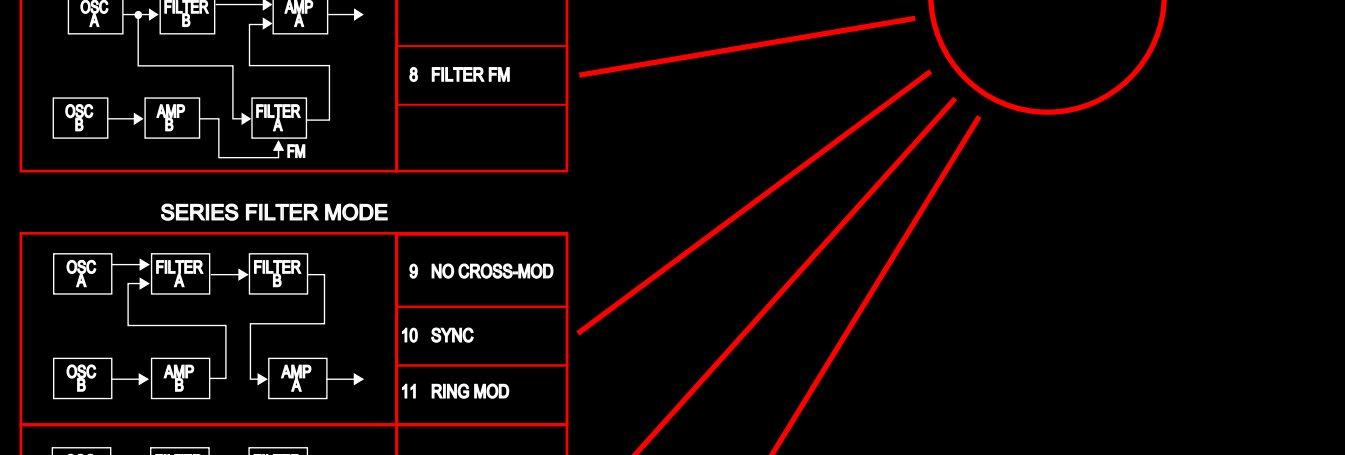 OSC
A
FILTER
B
AMP
A
8 FILTER FM
OSC
B
AMP
B
FILTER
A
FM
SERIES FILTER MODE
OSC
A
FILTER
A
FILTER
B
9 NO CROSS-MOD
10 SYNC
OSC
B
AMP
B
AMP
A
11 RING MOD